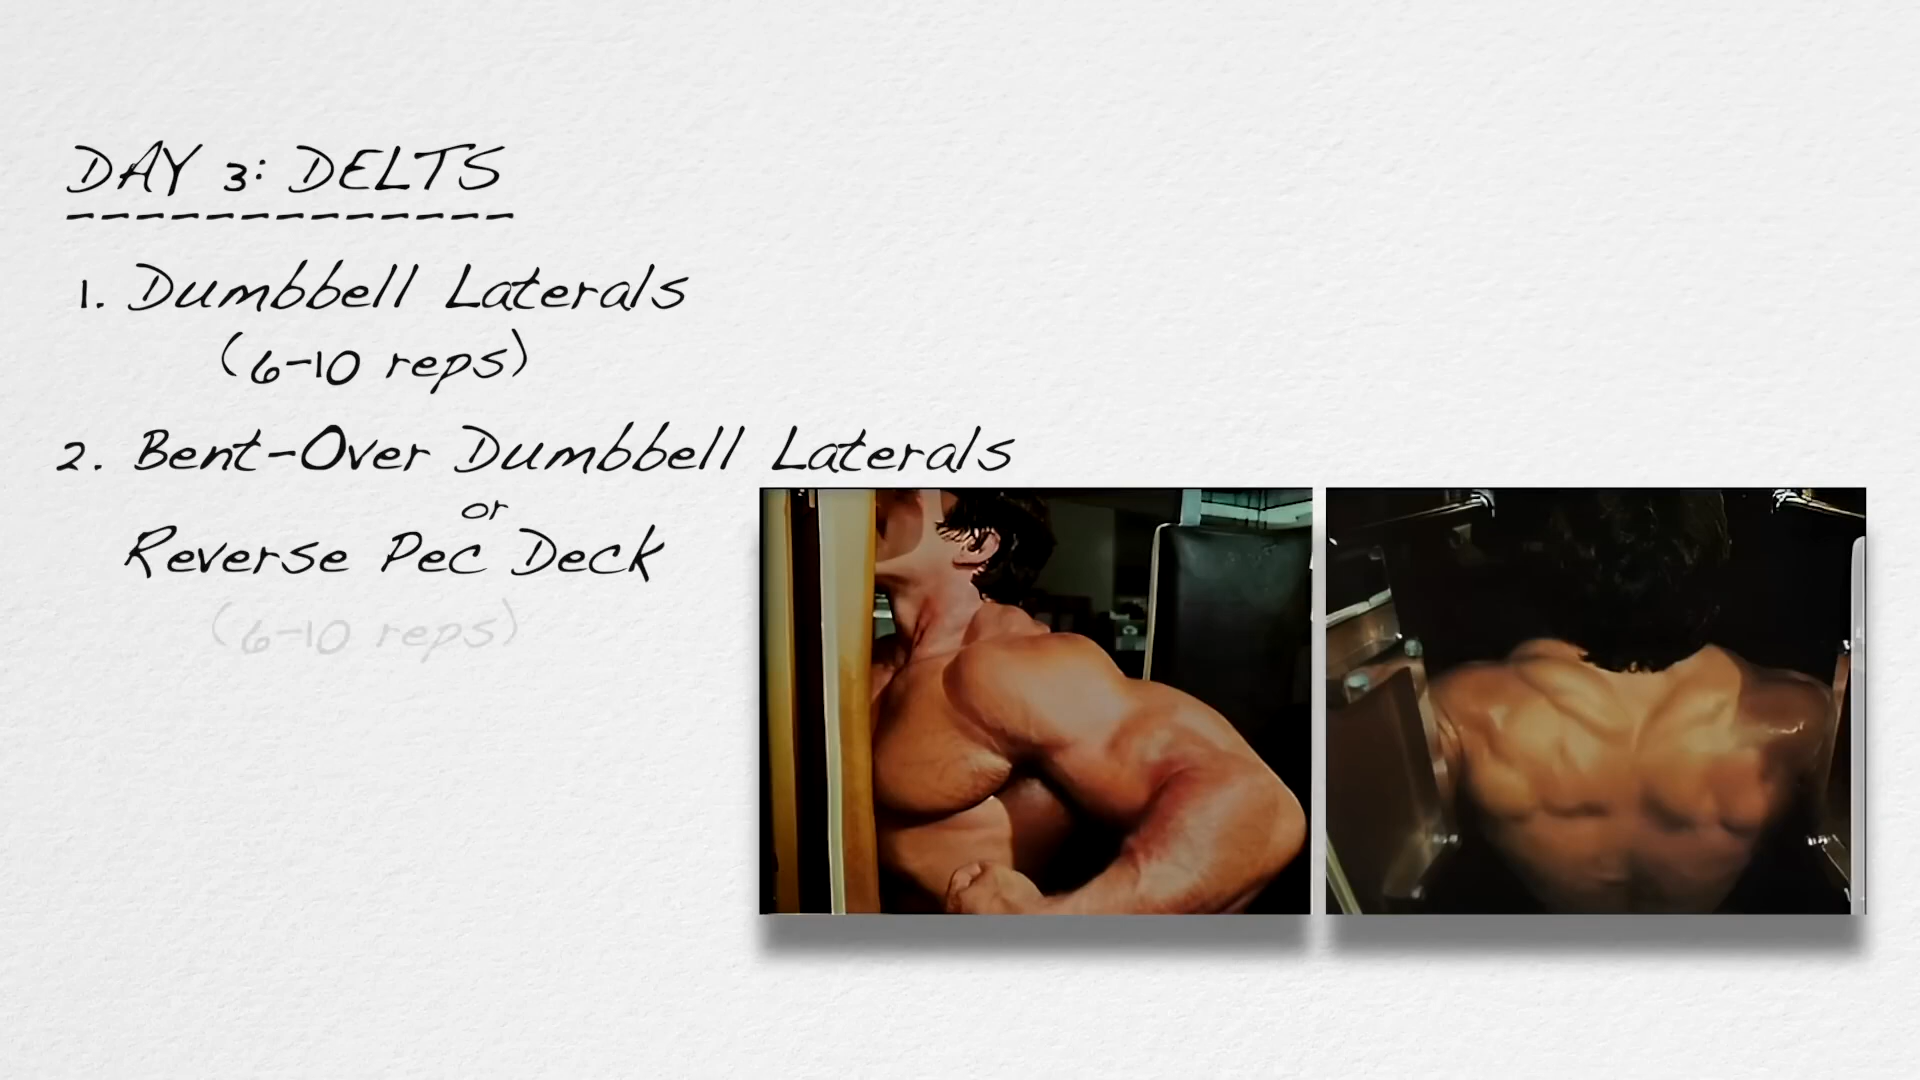 DAY 3: DELTS
-------------
1. Dumbbell Laterals
(6-10 reps)
2. Bent-Over Dumbbell Laterals
or
Reverse Pec Deck
(6-10 reps)